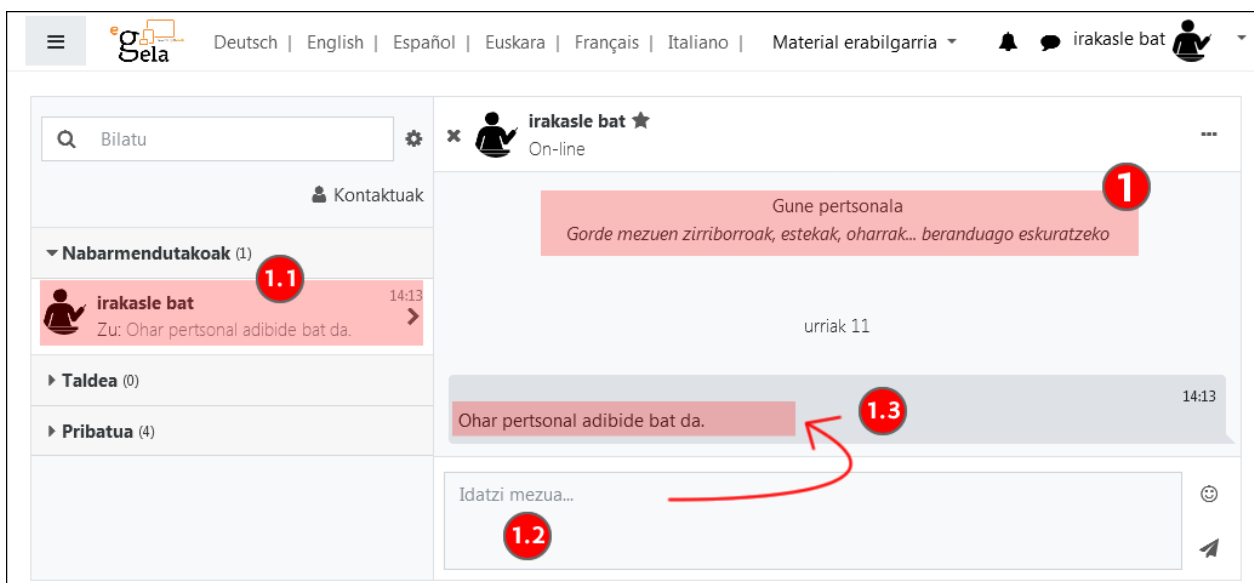 eGela
Deutsch | English | Español | Euskara | Français | Italiano | Material erabilgarria irakasle bat
Bilatu
Kontaktuak
Nabarmendutakoak (1)
1.1
irakasle bat 14:13
Zu: Ohar pertsonal adibide bat da.
Taldea (0)
Pribatua (4)
irakasle bat
On-line
1
Gune pertsonala
Gorde mezuen zirriborroak, estekak, oharrak... beranduago eskuratzeko
urriak 11
14:13
1.3
Ohar pertsonal adibide bat da.
Idatzi mezua...
1.2